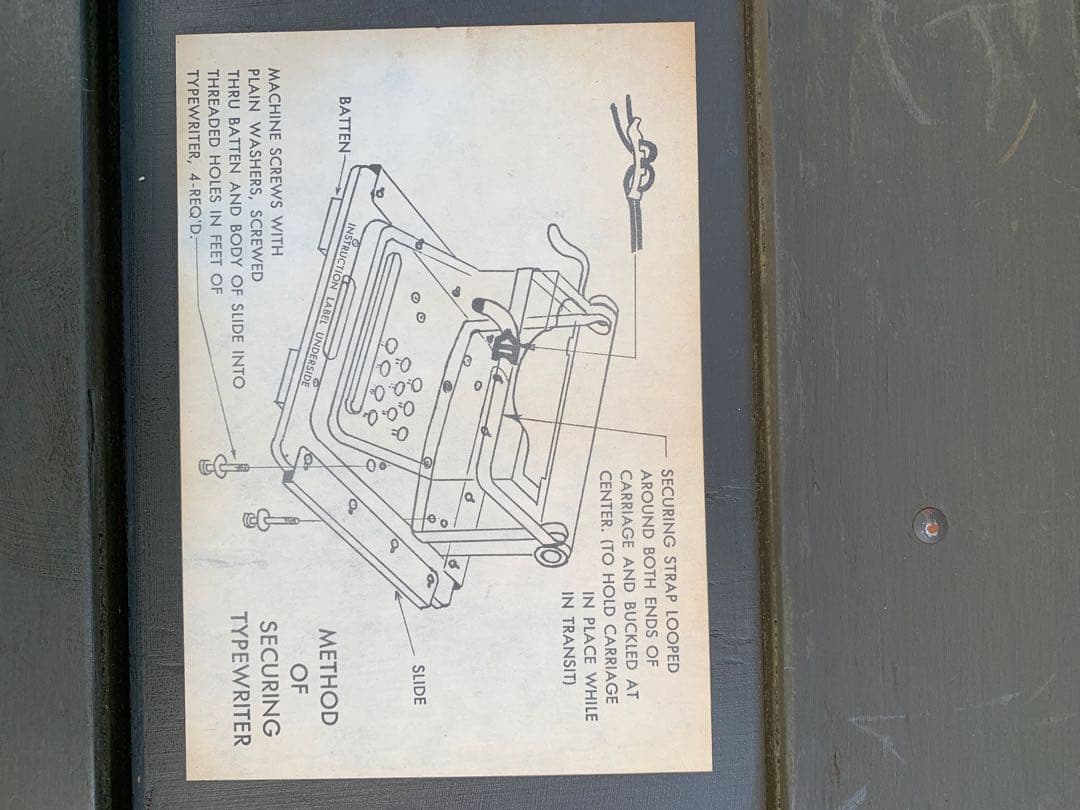 SECURING STRAP LOOPED
AROUND BOTH ENDS OF
CARRIAGE AND BUCKLED AT
CENTER. (TO HOLD CARRIAGE
IN PLACE WHILE
IN TRANSIT)
BATTEN
INSTRUCTION LABEL UNDERSIDE
SLIDE
MACHINE SCREWS WITH
PLAIN WASHERS, SCREWED
THRU BATTEN AND BODY OF SLIDE INTO
THREADED HOLES IN FEET OF
TYPEWRITER, 4-REQ'D.
METHOD
OF
SECURING
TYPEWRITER